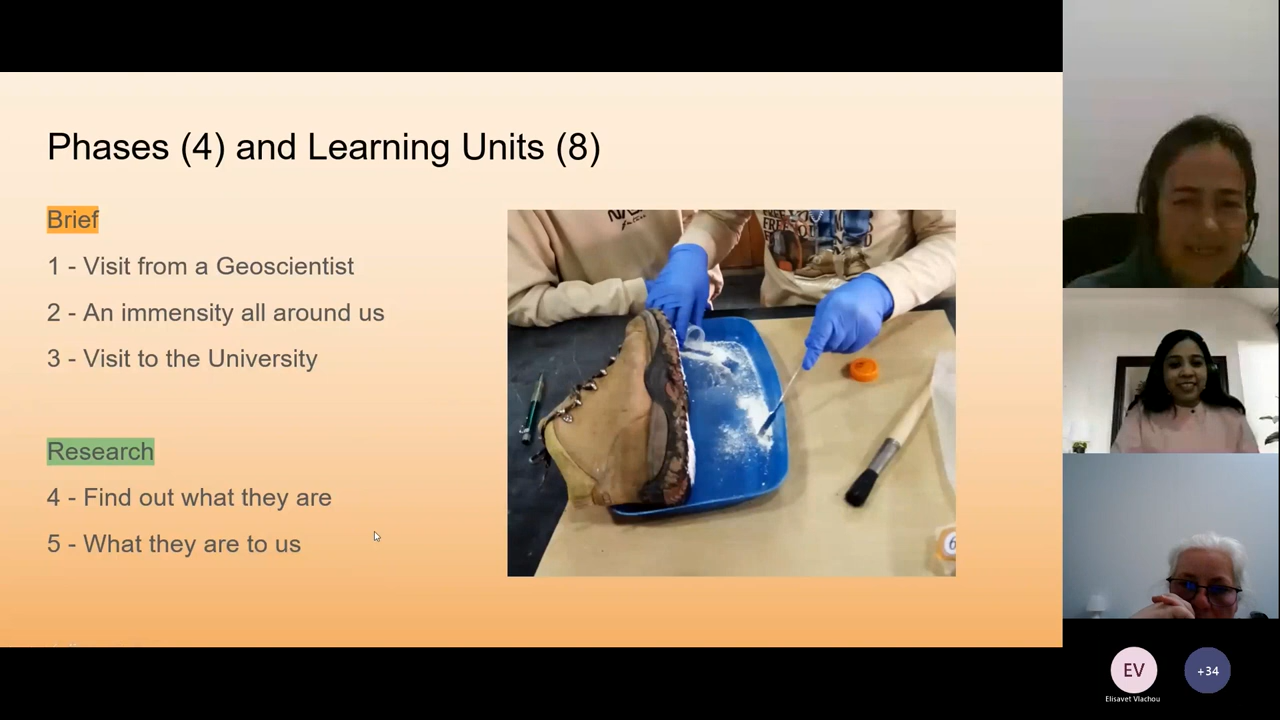 Phases (4) and Learning Units (8)
Brief
1 - Visit from a Geoscientist
2 - An immensity all around us
3 - Visit to the University
Research
4 - Find out what they are
5 - What they are to us
EV
+34
Elisavet Vlachou